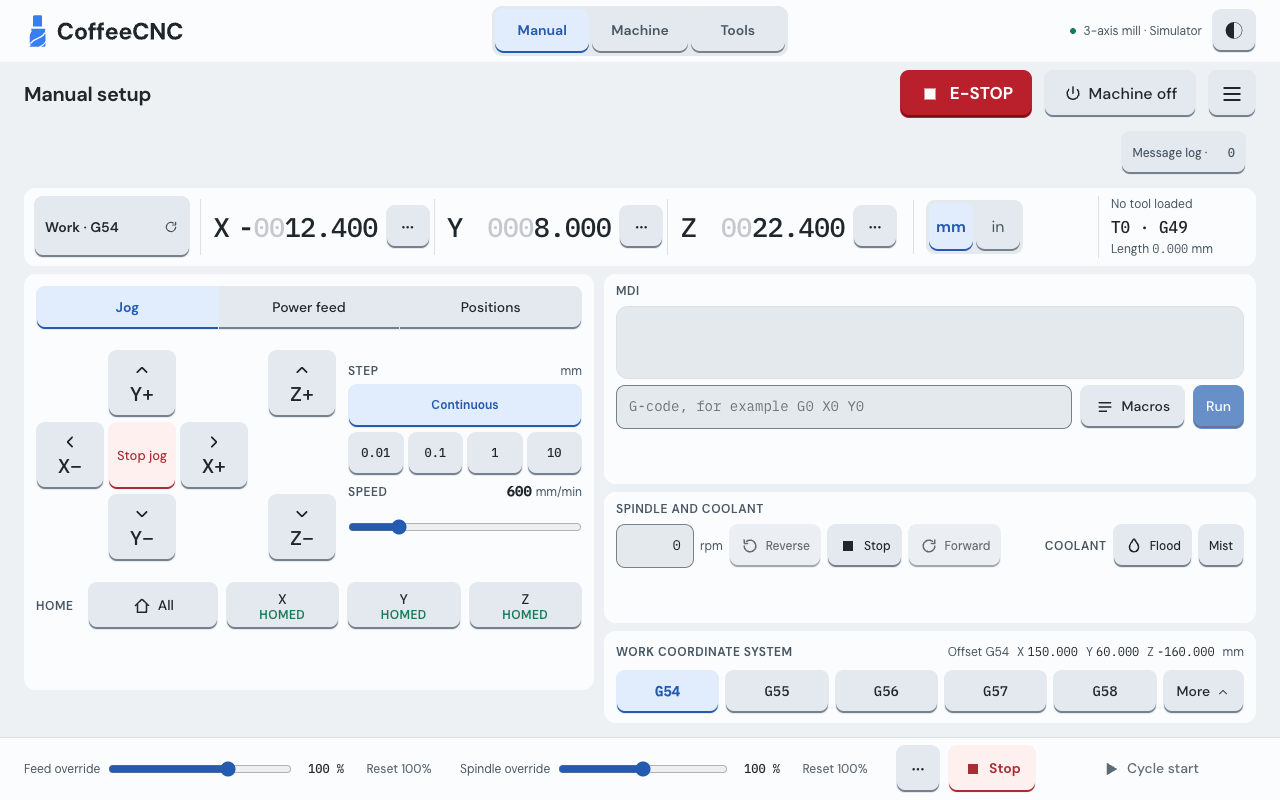 CoffeeCNC
Manual Machine Tools
3-axis mill · Simulator
Manual setup
E-STOP
Machine off
Message log · 0
Work · G54
X -0012.400 ...
Y 0008.000 ...
Z 0022.400 ...
mm in
No tool loaded
T0 · G49
Length 0.000 mm
Jog Power feed Positions
Y+
Z+
X−
Stop jog
X+
Y−
Z−
STEP mm
Continuous
0.01 0.1 1 10
SPEED 600 mm/min
HOME
All
X
HOMED
Y
HOMED
Z
HOMED
MDI
G-code, for example G0 X0 Y0
Macros
Run
SPINDLE AND COOLANT
0 rpm
Reverse
Stop
Forward
COOLANT
Flood
Mist
WORK COORDINATE SYSTEM
Offset G54 X 150.000 Y 60.000 Z -160.000 mm
G54 G55 G56 G57 G58 More
Feed override 100 % Reset 100%
Spindle override 100 % Reset 100%
...
Stop
Cycle start